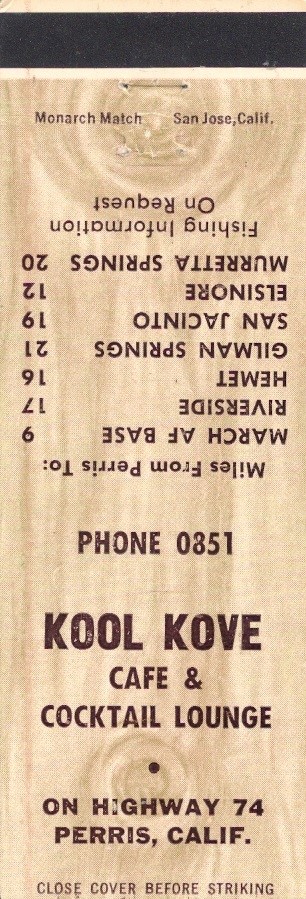 Monarch Match San Jose, Calif.
Miles From Perris To:
MARCH AF BASE 9
RIVERSIDE 17
HEMET 16
GILMAN SPRINGS 21
SAN JACINTO 19
ELSINORE 12
MURRETTA SPRINGS 20
Fishing Information
On Request
PHONE 0851
KOOL KOVE
CAFE &
COCKTAIL LOUNGE
•
ON HIGHWAY 74
PERRIS, CALIF.
CLOSE COVER BEFORE STRIKING